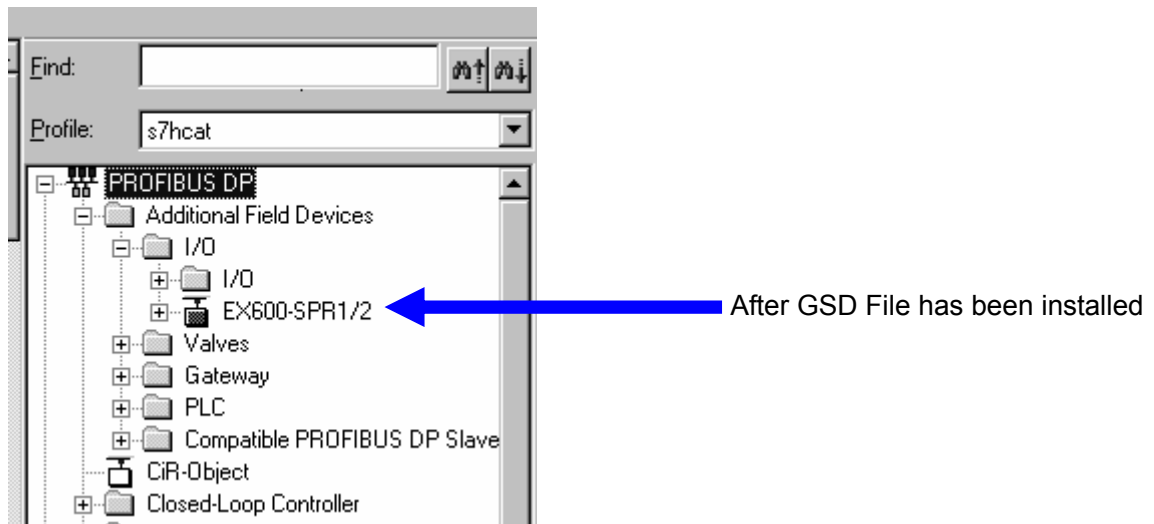 Find:
Profile: s7hcat
PROFIBUS DP
Additional Field Devices
I/O
I/O
EX600-SPR1/2
After GSD File has been installed
Valves
Gateway
PLC
Compatible PROFIBUS DP Slave
CiR-Object
Closed-Loop Controller